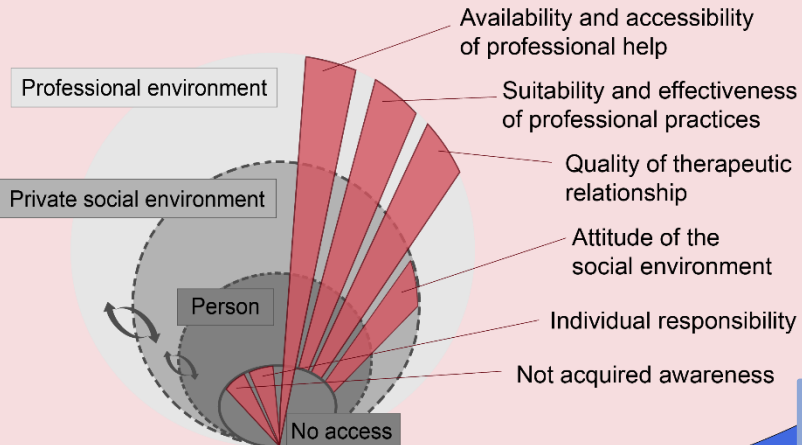 Availability and accessibility
of professional help
Professional environment
Suitability and effectiveness
of professional practices
Quality of therapeutic
relationship
Private social environment
Attitude of the
social environment
Person
Individual responsibility
Not acquired awareness
No access